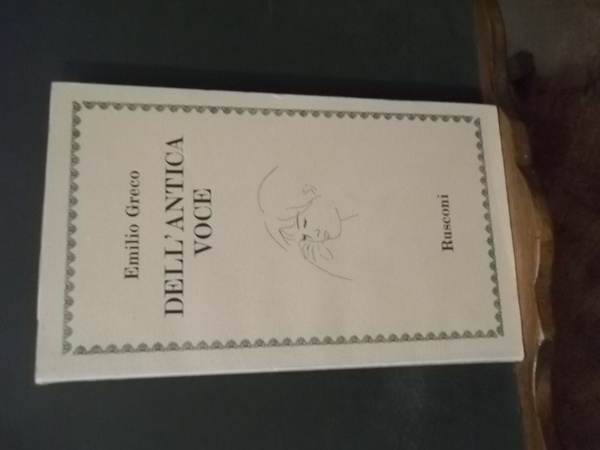 Emilio Greco
DELL'ANTICA
VOCE
Rusconi